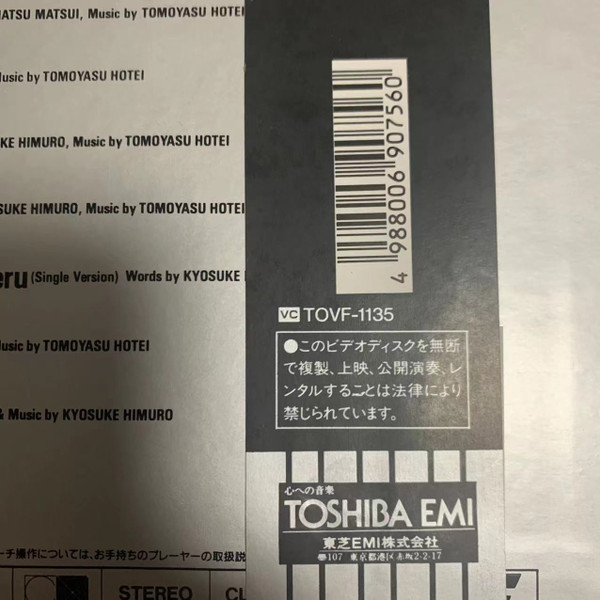 MATSU MATSUI, Music by TOMOYASU HOTEI
Music by TOMOYASU HOTEI
KE HIMURO, Music by TOMOYASU HOTEI
SUKE HIMURO, Music by TOMOYASU HOTEI
eru (Single Version) Words by KYOSUKE
Music by TOMOYASU HOTEI
& Music by KYOSUKE HIMURO
4 988006 907560
VC TOVF-1135
●このビデオディスクを無断
で複製、上映、公開演奏、レ
ンタルすることは法律により
禁じられています。
心への音楽
TOSHIBA EMI
東芝EMI株式会社
〒107 東京都港区赤坂2-2-17
ーチ操作については、お手持ちのプレーヤーの取扱説
STEREO
CL